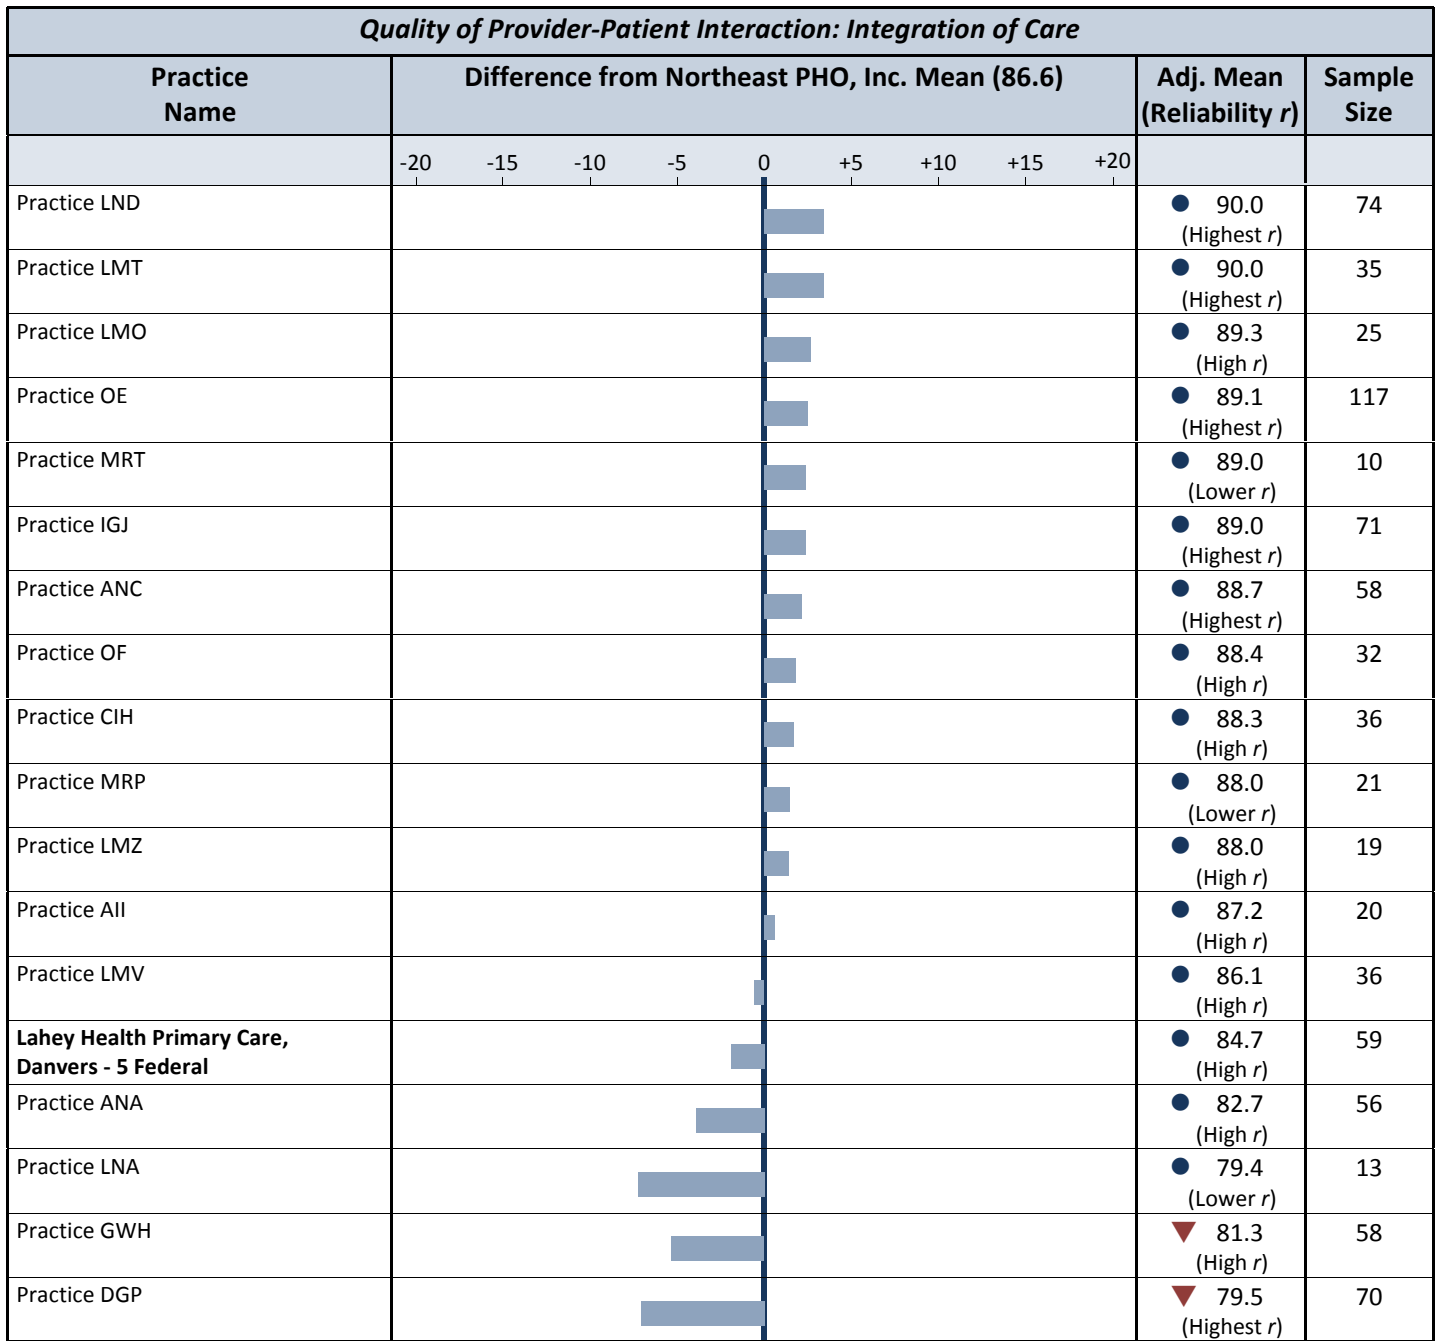 Quality of Provider-Patient Interaction: Integration of Care
Practice
Name
Difference from Northeast PHO, Inc. Mean (86.6)
Adj. Mean
(Reliability r)
Sample
Size
-20 -15 -10 -5 0 +5 +10 +15 +20
Practice LND
90.0
(Highest r)
74
Practice LMT
90.0
(Highest r)
35
Practice LMO
89.3
(High r)
25
Practice OE
89.1
(Highest r)
117
Practice MRT
89.0
(Lower r)
10
Practice IGJ
89.0
(Highest r)
71
Practice ANC
88.7
(Highest r)
58
Practice OF
88.4
(High r)
32
Practice CIH
88.3
(High r)
36
Practice MRP
88.0
(Lower r)
21
Practice LMZ
88.0
(High r)
19
Practice AII
87.2
(High r)
20
Practice LMV
86.1
(High r)
36
Lahey Health Primary Care,
Danvers - 5 Federal
84.7
(High r)
59
Practice ANA
82.7
(High r)
56
Practice LNA
79.4
(Lower r)
13
Practice GWH
81.3
(High r)
58
Practice DGP
79.5
(Highest r)
70